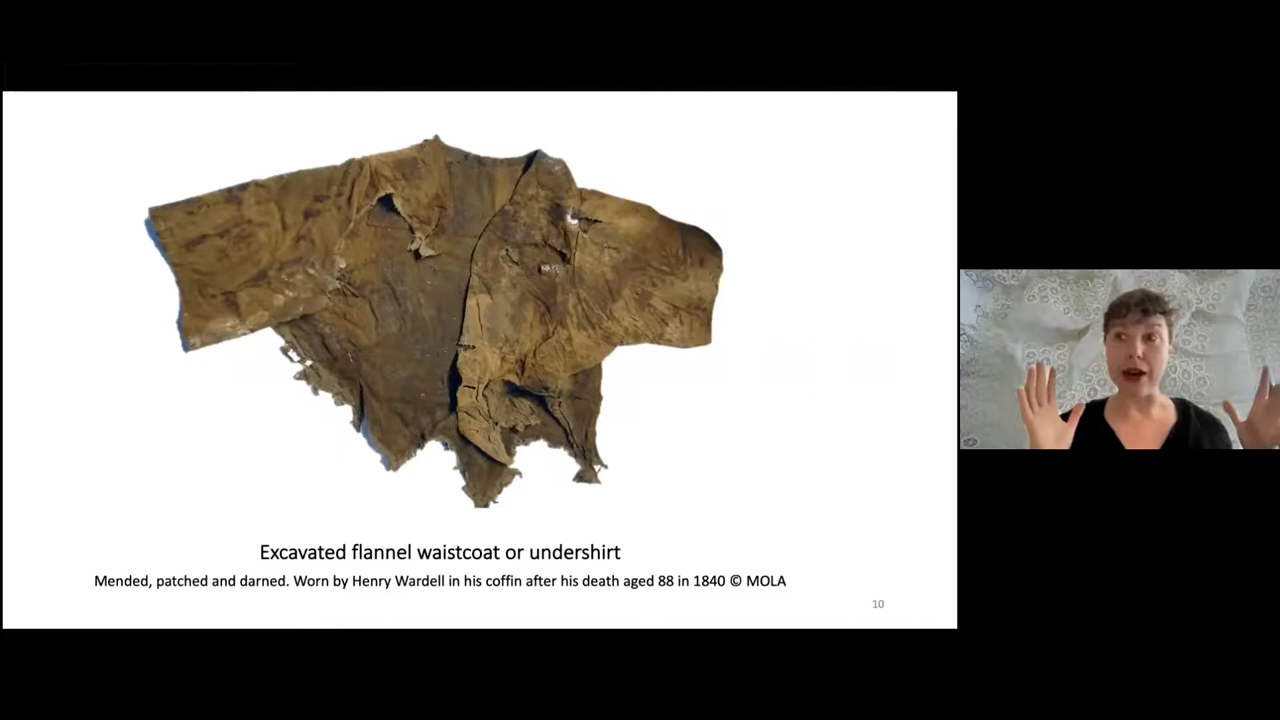 Excavated flannel waistcoat or undershirt
Mended, patched and darned. Worn by Henry Wardell in his coffin after his death aged 88 in 1840 © MOLA
10